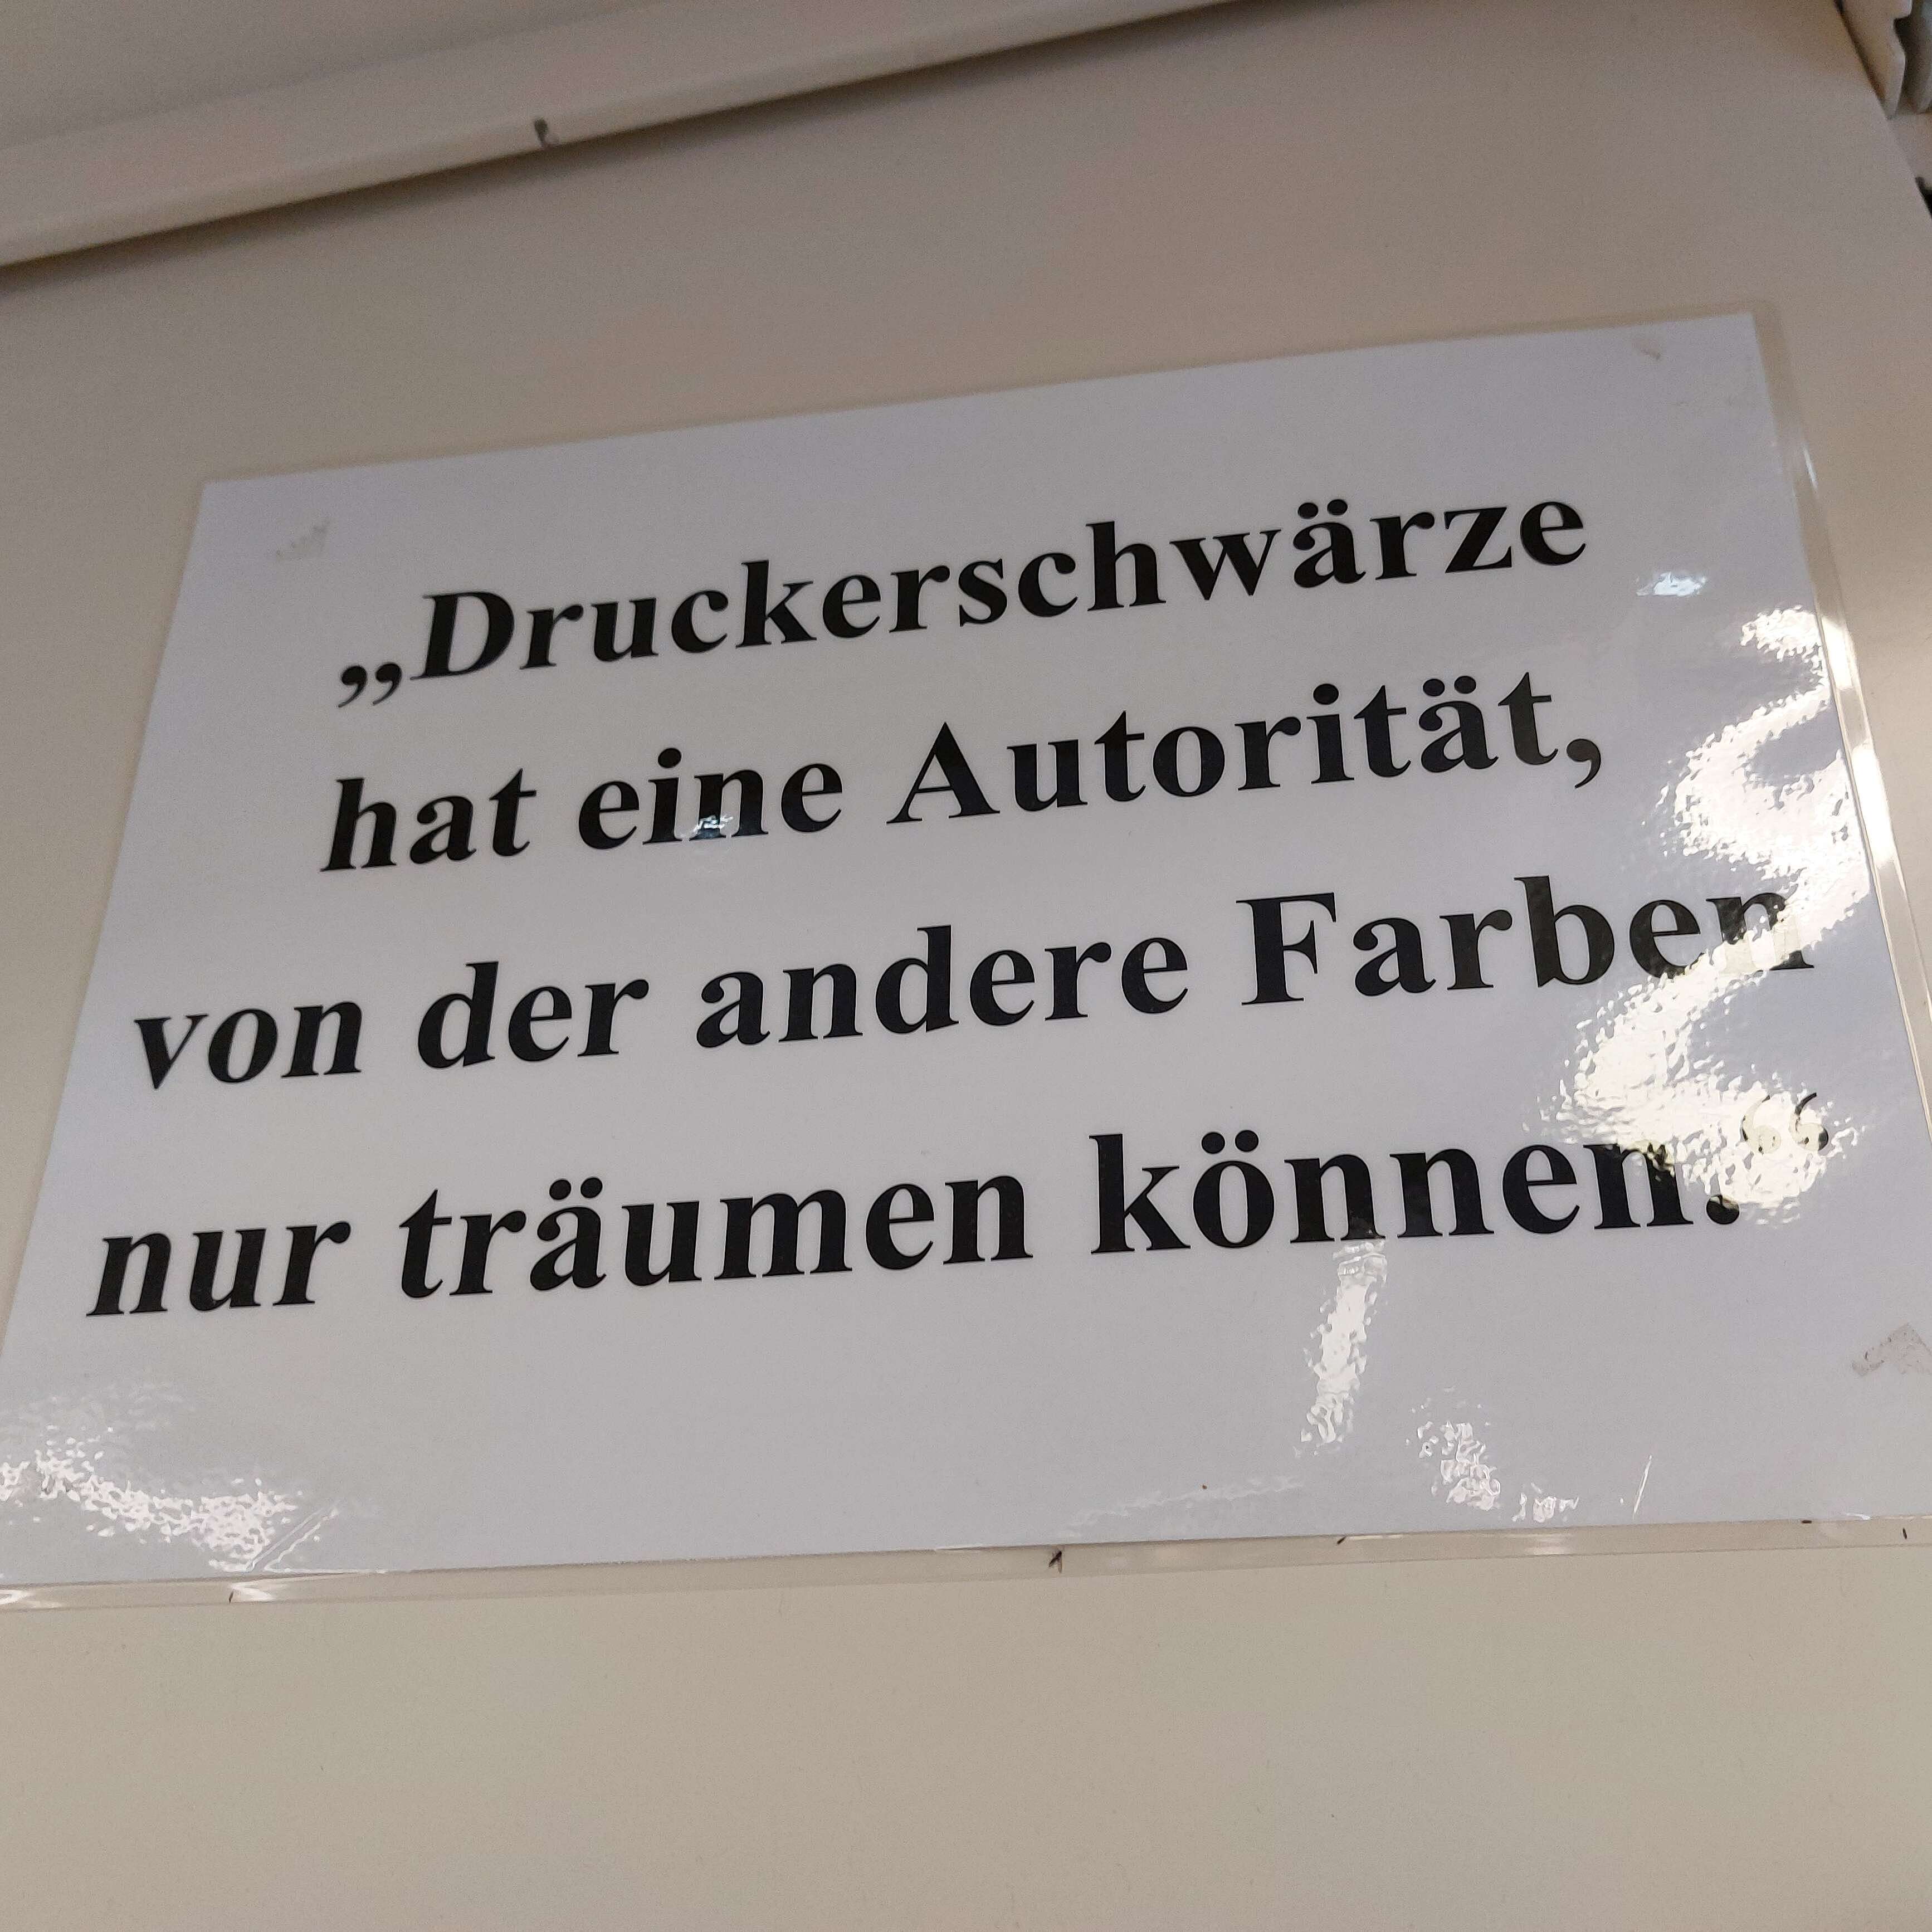 „Druckerschwärze
hat eine Autorität,
von der andere Farben
nur träumen können.“